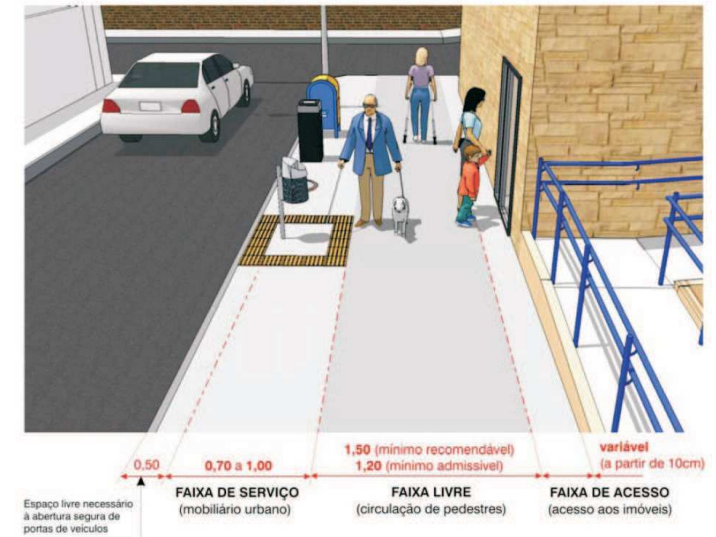 1,50 (mínimo recomendável)
0.50
0,70 a 1,00
1,20 (mínimo admissível)
variável
(a partir de 10cm)
FAIXA DE SERVIÇO
(mobiliário urbano)
FAIXA LIVRE
(circulação de pedestres)
FAIXA DE ACESSO
(acesso aos imóveis)
Espaço livre necessário
à abertura segura de
portas de veículos